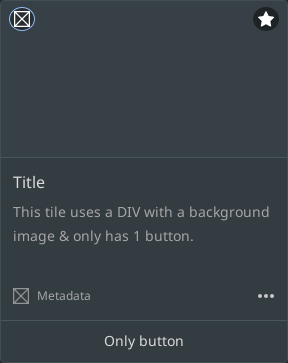 Title
This tile uses a DIV with a background
image & only has 1 button.
Metadata
Only button